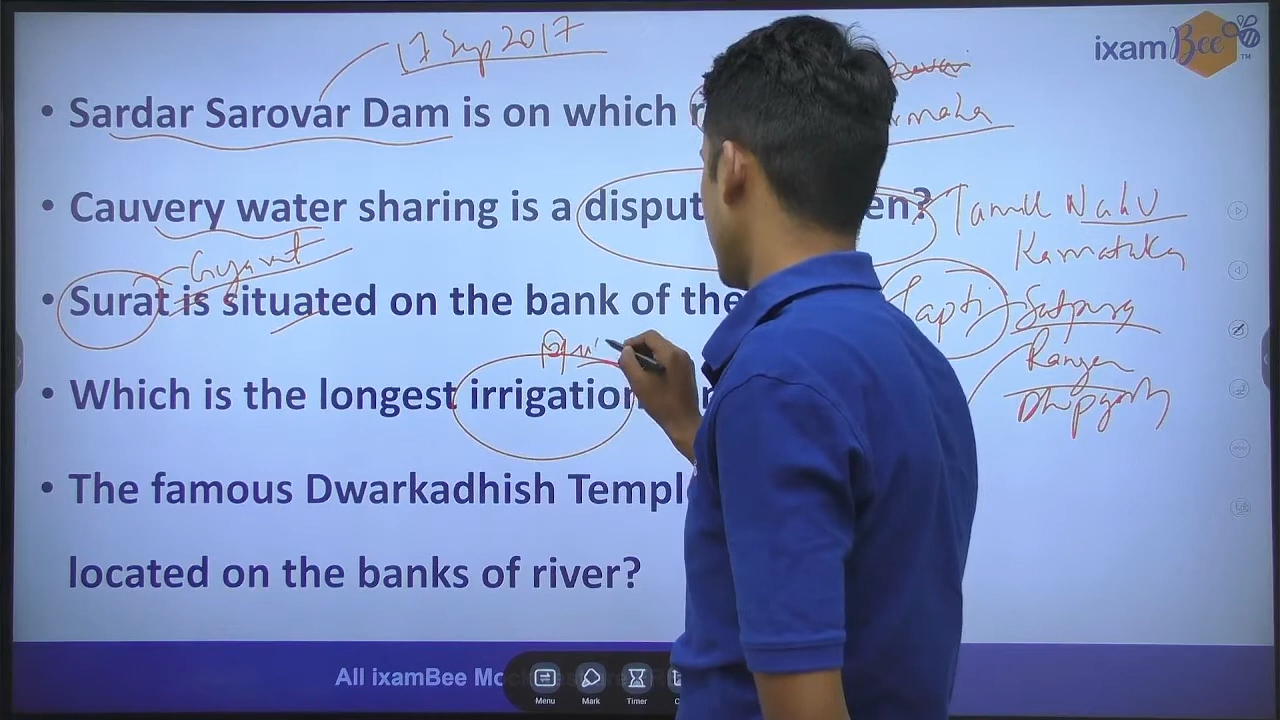 17 Sep 2017
ixamBee™
• Sardar Sarovar Dam is on which
• Cauvery water sharing is a disput en?
Tamil Nadu
Karnataka
Gujarat
• Surat is situated on the bank of the
Tapti
Satpura
Range
• Which is the longest irrigation
• The famous Dwarkadhish Templ
located on the banks of river?
All ixamBee Mo
Menu
Mark
Timer